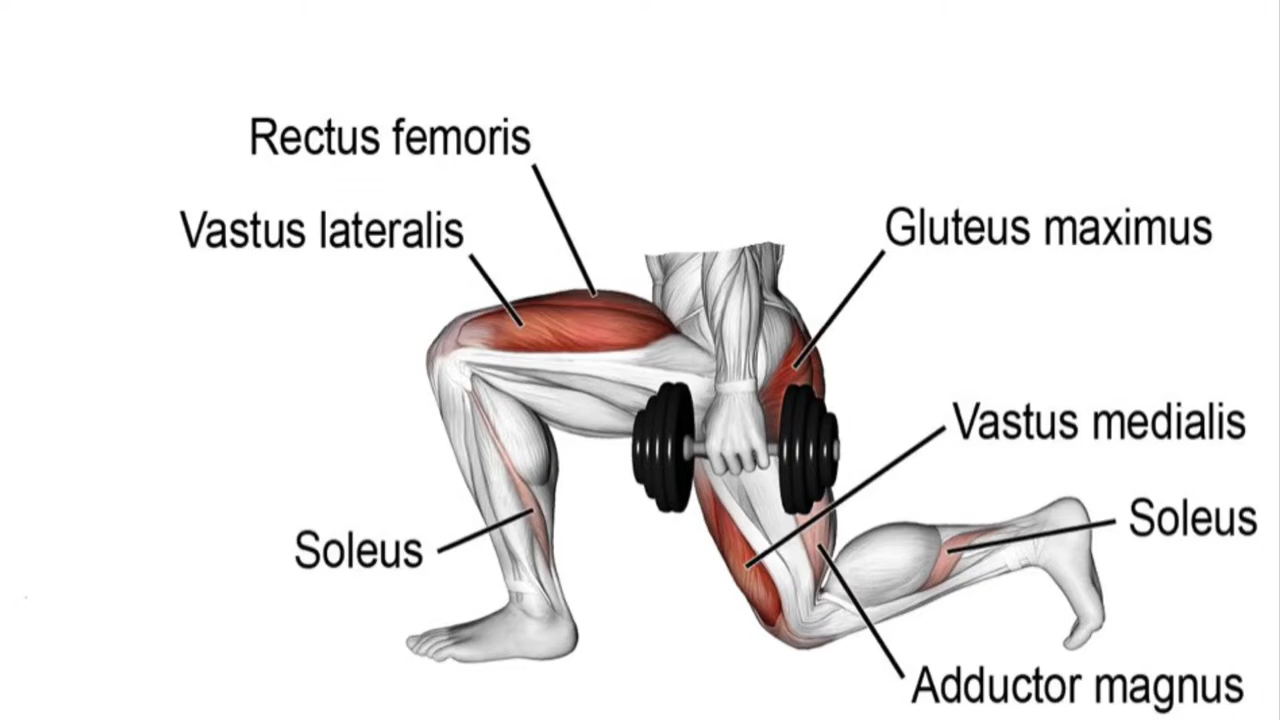 Rectus femoris
Vastus lateralis
Gluteus maximus
Vastus medialis
Soleus
Soleus
Adductor magnus